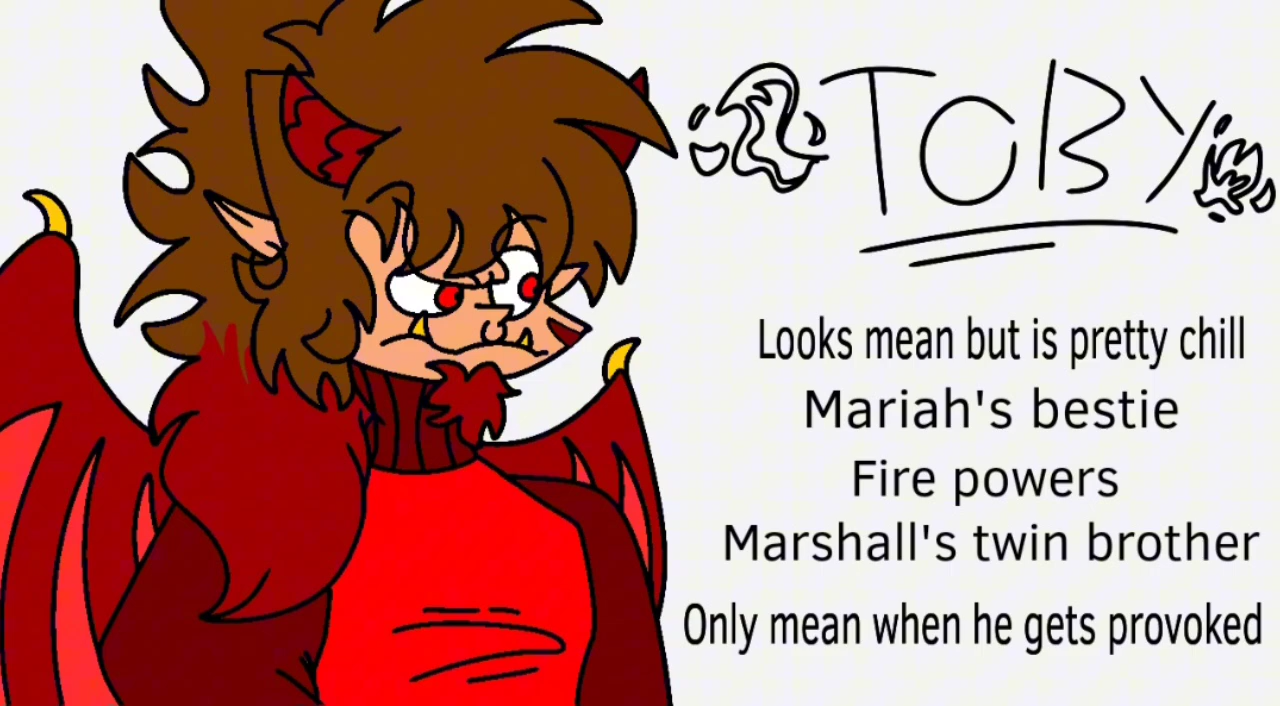 TOBY
Looks mean but is pretty chill
Mariah's bestie
Fire powers
Marshall's twin brother
Only mean when he gets provoked